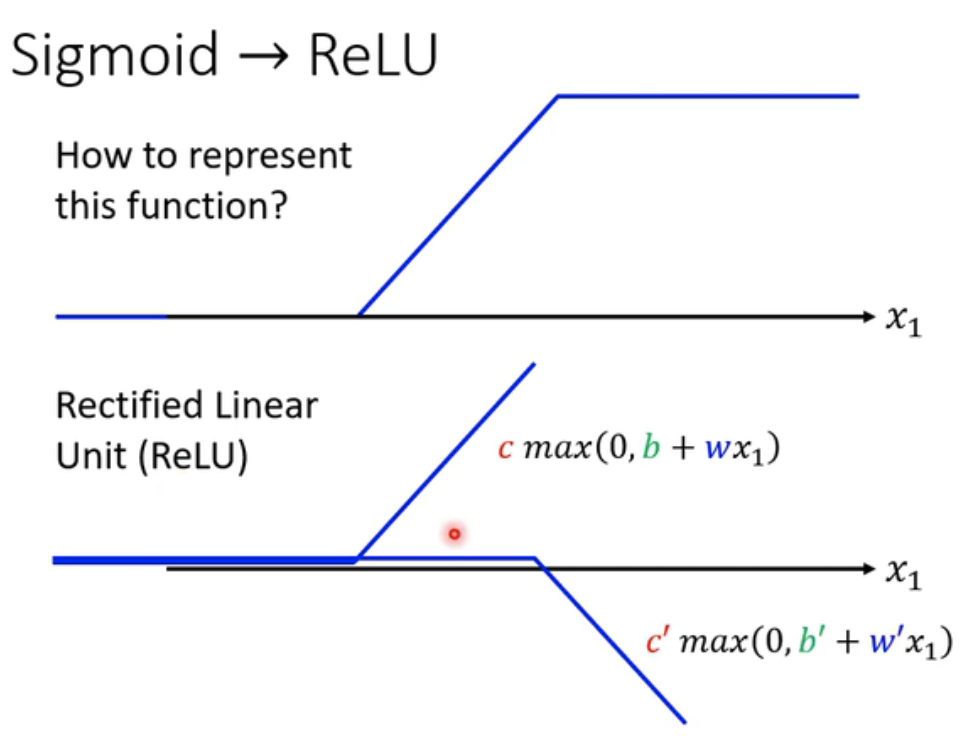 Sigmoid → ReLU
How to represent
this function?
x₁
Rectified Linear
Unit (ReLU)
c max(0, b + wx₁)
x₁
c′ max(0, b′ + w′x₁)